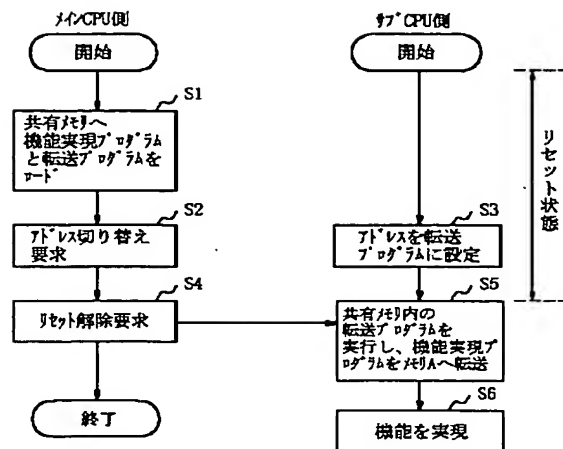 メインCPU側
開始
S1
共有メモリへ
機能実現プログラム
と転送プログラムを
ロード
S2
アドレス切り替え
要求
S4
リセット解除要求
終了
サブCPU側
開始
S3
アドレスを転送
プログラムに設定
S5
共有メモリ内の
転送プログラムを
実行し、機能実現プ
ログラムをメモリAへ転送
S6
機能を実現
リセット状態